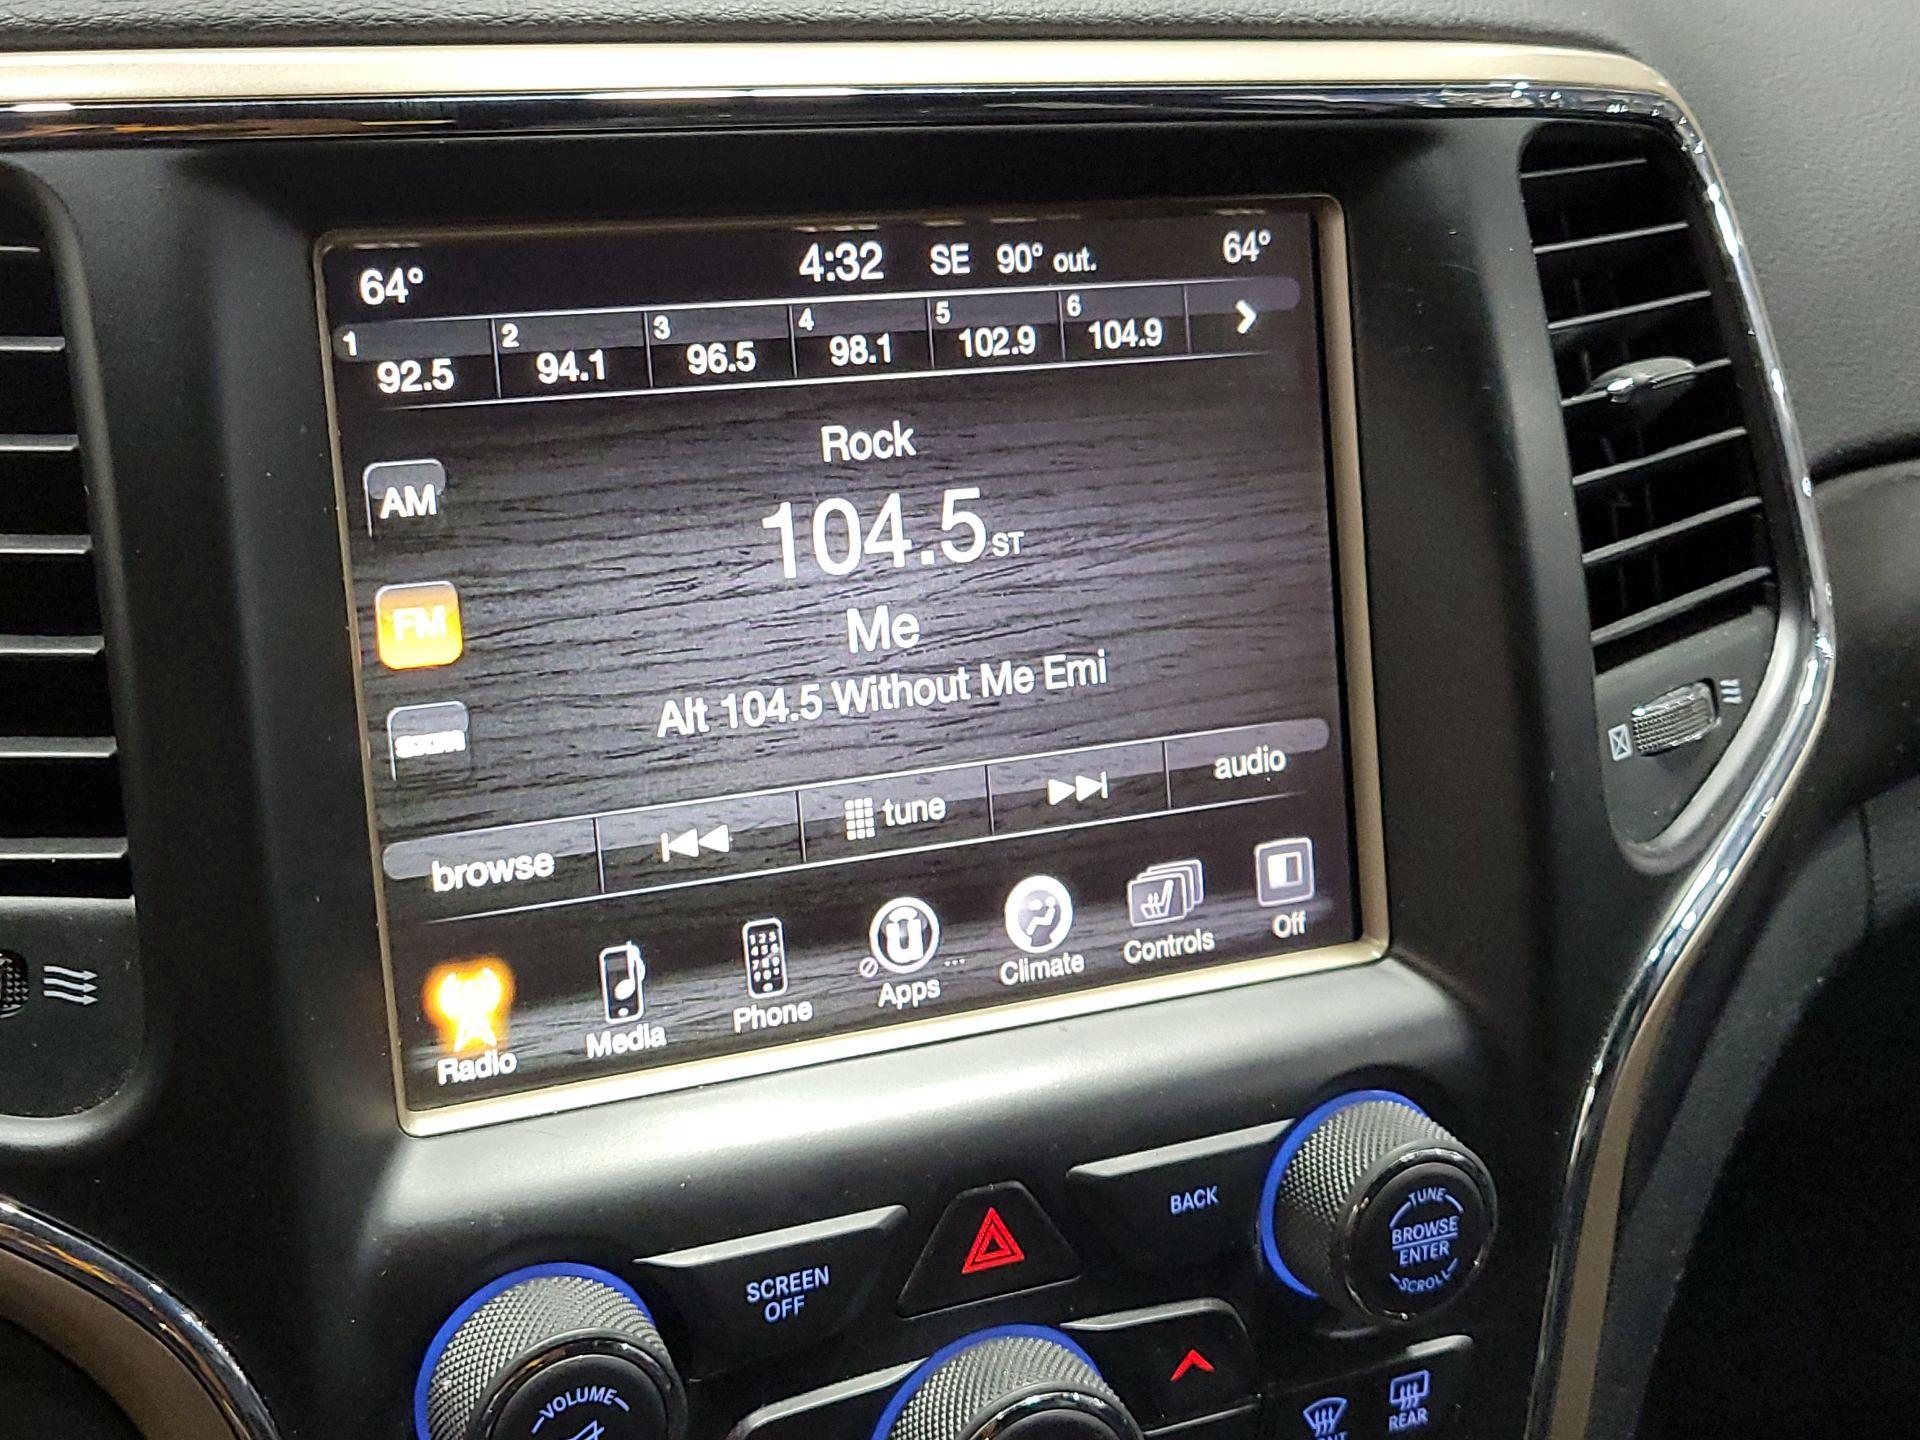 64° 4:32 SE 90° out. 64°
1 92.5 2 94.1 3 96.5 4 98.1 5 102.9 6 104.9
Rock
AM
104.5 ST
FM
Me
Alt 104.5 Without Me Emi
browse tune audio
Radio Media Phone Apps Climate Controls Off
BACK
TUNE
BROWSE
ENTER
SCROLL
SCREEN
OFF
VOLUME
REAR